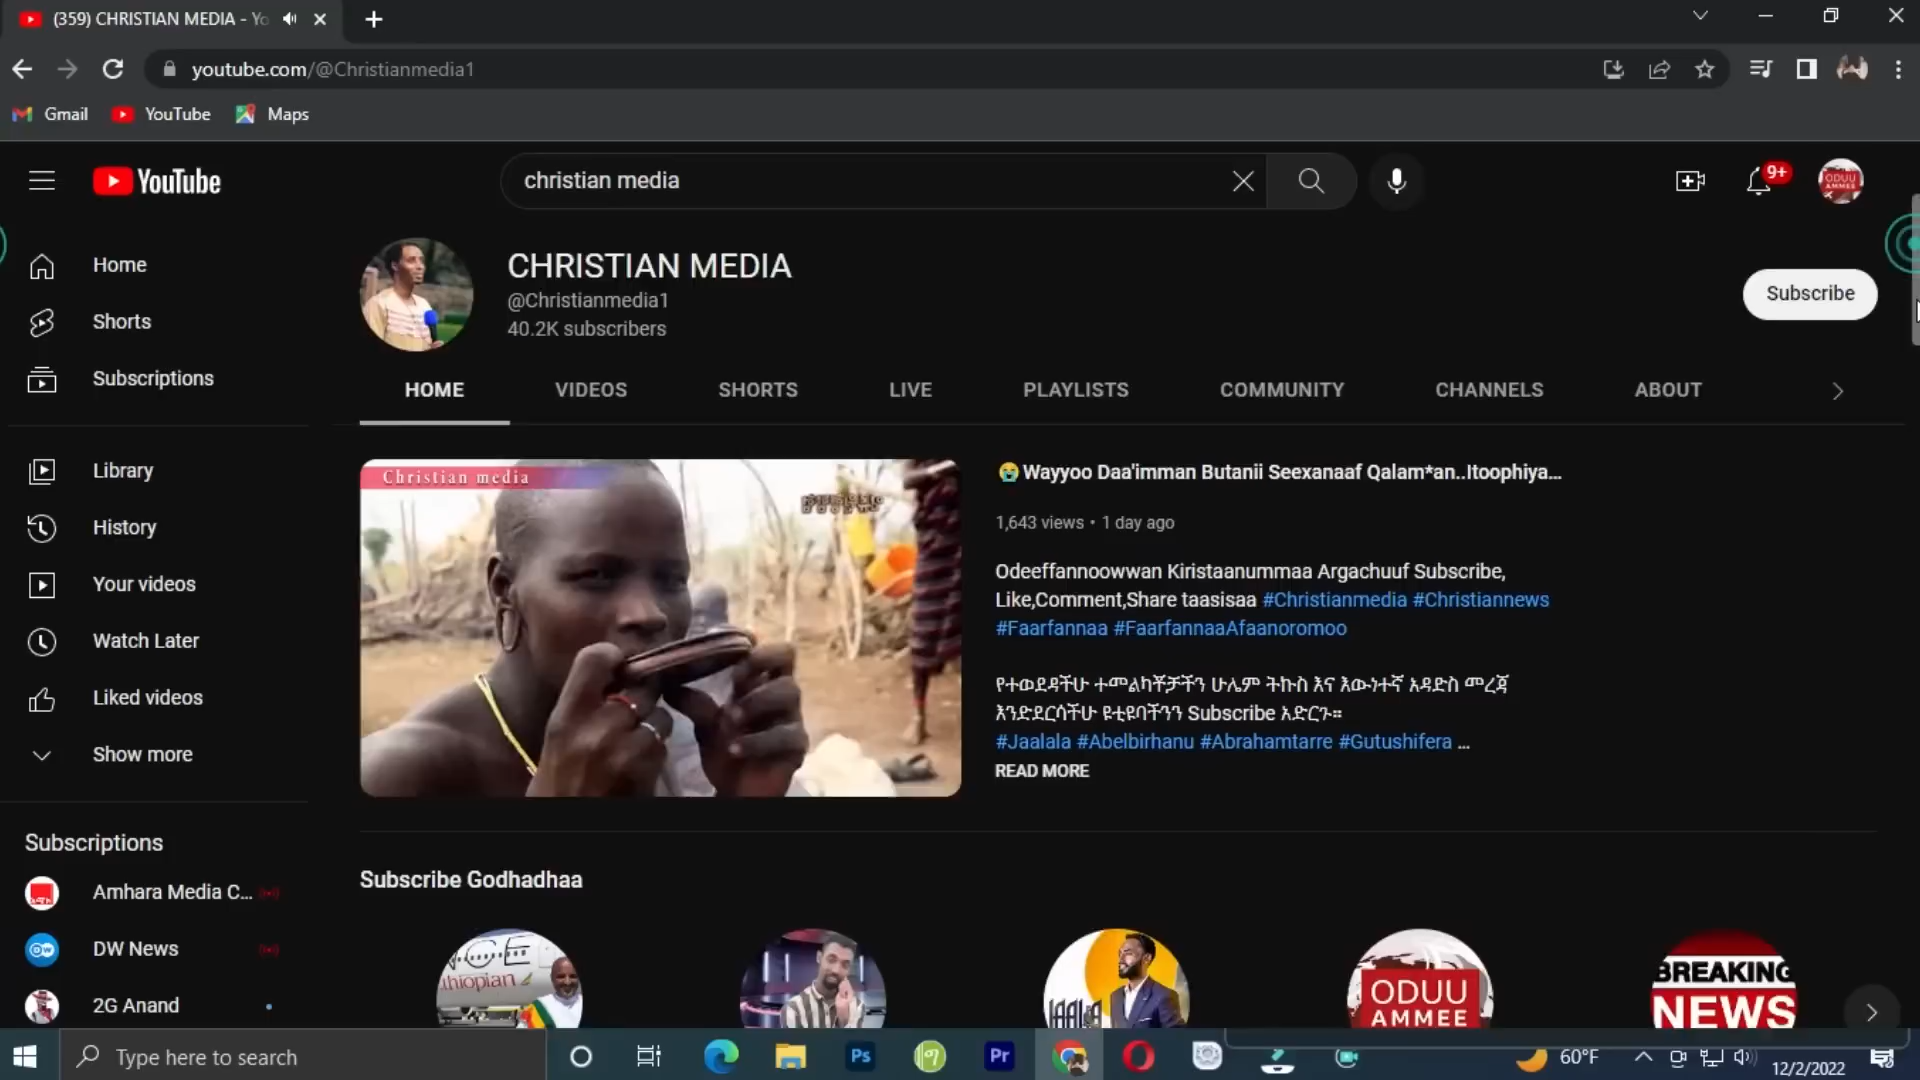 (359) CHRISTIAN MEDIA - Yo
youtube.com/@Christianmedia1
Gmail
YouTube
Maps
YouTube
christian media
9+
ODUU
AMMEE
Home
Shorts
Subscriptions
Library
History
Your videos
Watch Later
Liked videos
Show more
Subscriptions
Amhara Media C...
DW News
2G Anand
CHRISTIAN MEDIA
@Christianmedia1
40.2K subscribers
Subscribe
HOME
VIDEOS
SHORTS
LIVE
PLAYLISTS
COMMUNITY
CHANNELS
ABOUT
Christian media
😭Wayyoo Daa'imman Butanii Seexanaaf Qalam*an..Itoophiya...
1,643 views • 1 day ago
Odeeffannoowwan Kiristaanummaa Argachuuf Subscribe,
Like,Comment,Share taasisaa #Christianmedia #Christiannews
#Faarfannaa #FaarfannaaAfaanoromoo
የተወደዳችሁ ተመልካቾቻችን ሁሌም ትኩስ እና እውነተኛ አዳድስ መረጃ
እንድደርሳችሁ ዩቲዩባችንን Subscribe አድርጉ።
#Jaalala #Abelbirhanu #Abrahamtarre #Gutushifera ...
READ MORE
Subscribe Godhadhaa
thiopian
ODUU
AMMEE
BREAKING
NEWS
Type here to search
Ps
Pr
60°F
12/2/2022